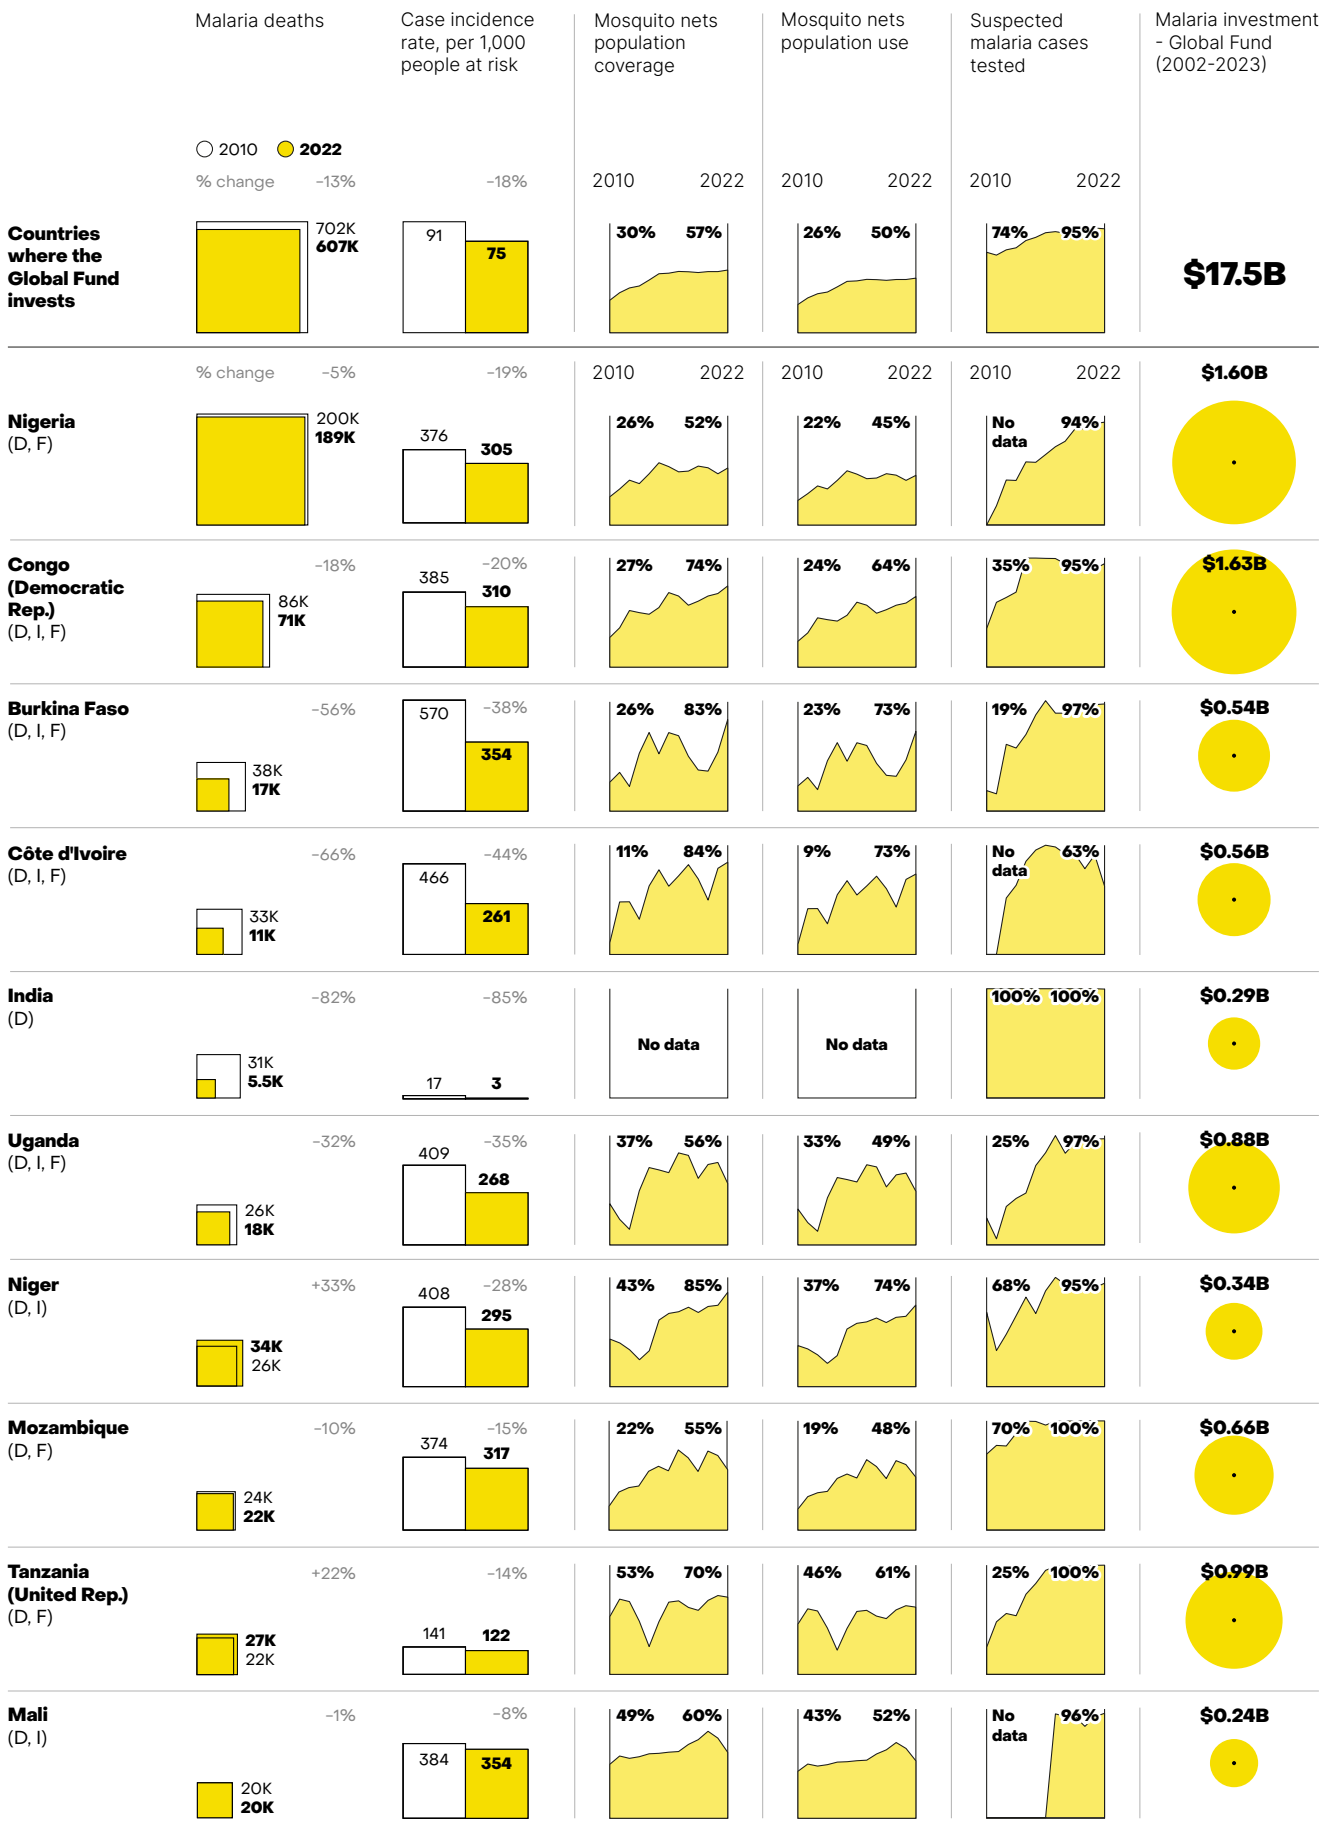 Malaria deaths
Case incidence
rate, per 1,000
people at risk
Mosquito nets
population
coverage
Mosquito nets
population use
Suspected
malaria cases
tested
Malaria investment
- Global Fund
(2002-2023)
2010 2022
% change -13% -18% 2010 2022 2010 2022 2010 2022
Countries
where the
Global Fund
invests
702K
607K
91
75
30% 57%
26% 50%
74% 95%
$17.5B
% change -5% -19% 2010 2022 2010 2022 2010 2022
$1.60B
Nigeria
(D, F)
200K
189K
376
305
26% 52%
22% 45%
No
data
94%
Congo
(Democratic
Rep.)
(D, I, F)
-18%
86K
71K
-20%
385
310
27% 74%
24% 64%
35% 95%
$1.63B
Burkina Faso
(D, I, F)
-56%
38K
17K
-38%
570
354
26% 83%
23% 73%
19% 97%
$0.54B
Côte d'Ivoire
(D, I, F)
-66%
33K
11K
-44%
466
261
11% 84%
9% 73%
No
data
63%
$0.56B
India
(D)
-82%
31K
5.5K
-85%
17
3
No data
No data
100% 100%
$0.29B
Uganda
(D, I, F)
-32%
26K
18K
-35%
409
268
37% 56%
33% 49%
25% 97%
$0.88B
Niger
(D, I)
+33%
34K
26K
-28%
408
295
43% 85%
37% 74%
68% 95%
$0.34B
Mozambique
(D, F)
-10%
24K
22K
-15%
374
317
22% 55%
19% 48%
70% 100%
$0.66B
Tanzania
(United Rep.)
(D, F)
+22%
27K
22K
-14%
141
122
53% 70%
46% 61%
25% 100%
$0.99B
Mali
(D, I)
-1%
20K
20K
-8%
384
354
49% 60%
43% 52%
No
data
96%
$0.24B